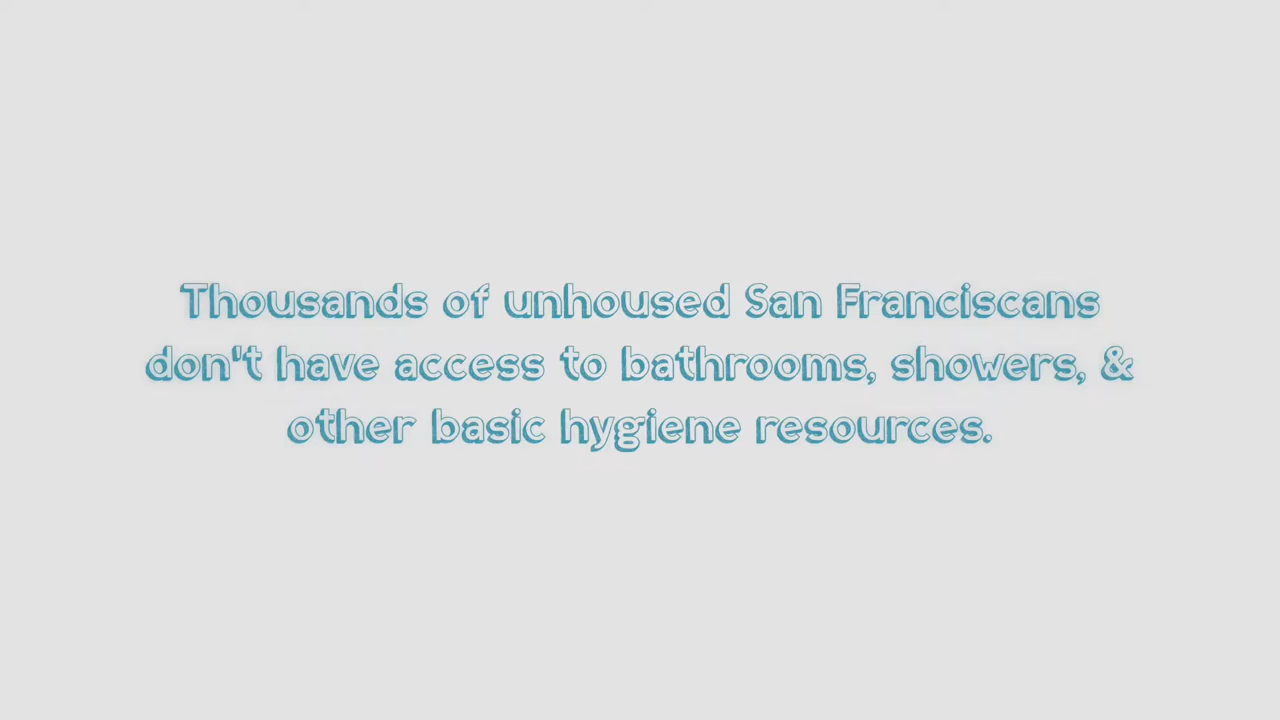 Thousands of unhoused San Franciscans
don't have access to bathrooms, showers, &
other basic hygiene resources.